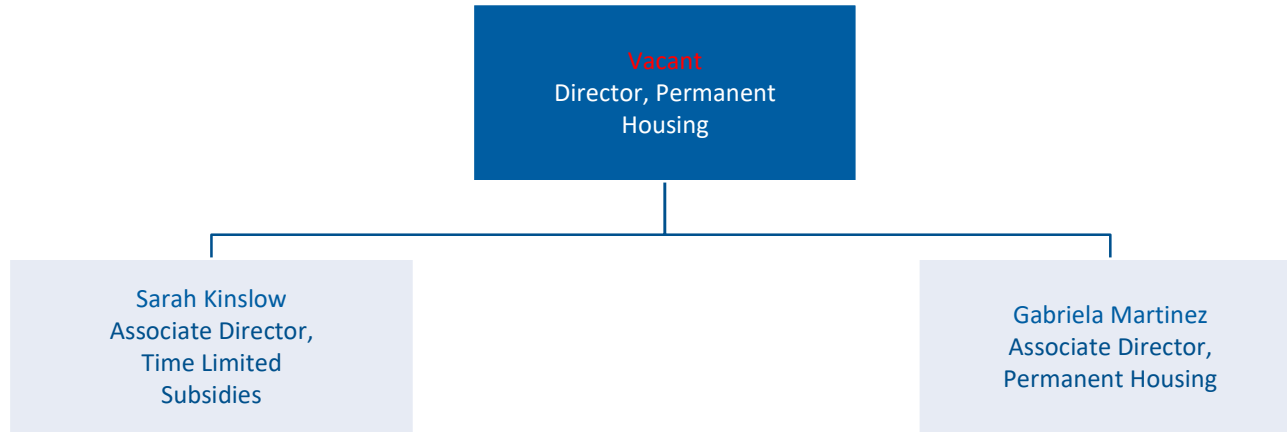 Vacant
Director, Permanent
Housing
Sarah Kinslow
Associate Director,
Time Limited
Subsidies
Gabriela Martinez
Associate Director,
Permanent Housing